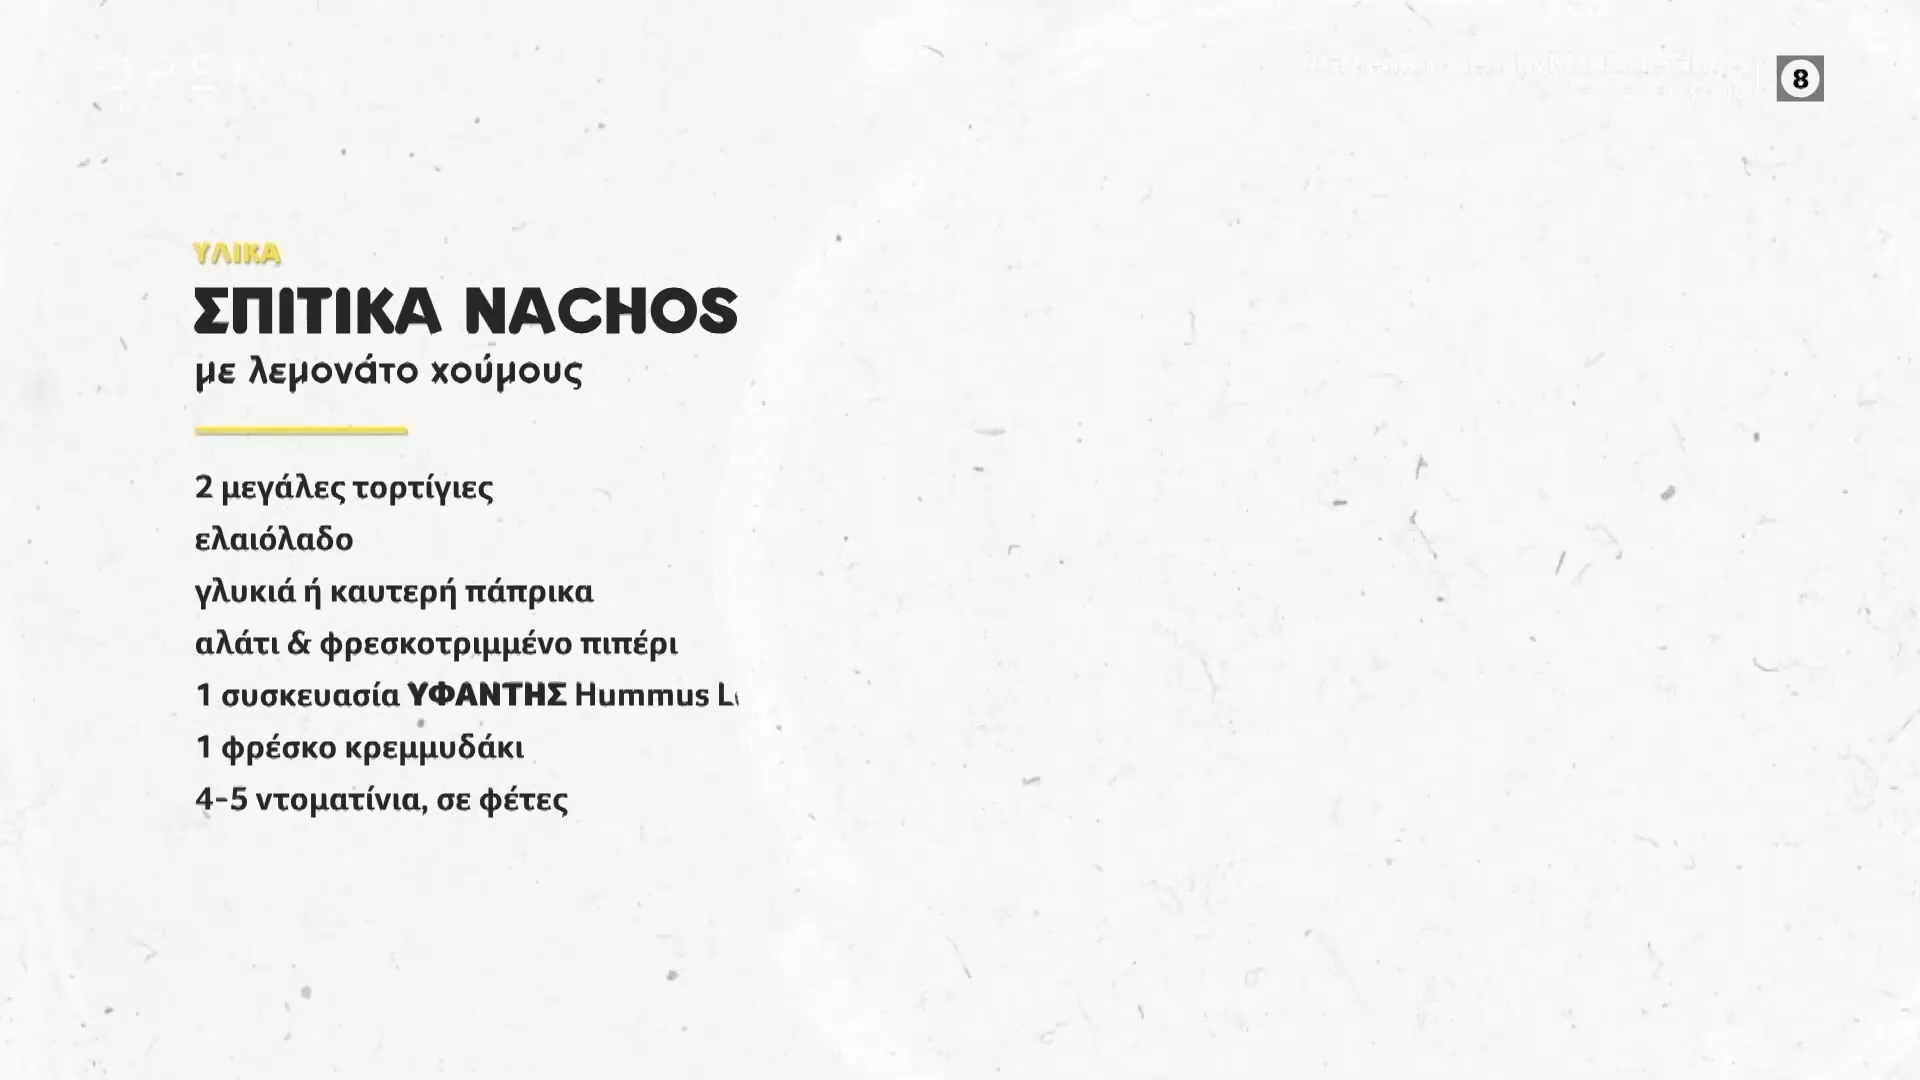 OPEN
8
ΥΛΙΚΑ
ΣΠΙΤΙΚΑ NACHOS
με λεμονάτο χούμους
2 μεγάλες τορτίγιες
ελαιόλαδο
γλυκιά ή καυτερή πάπρικα
αλάτι & φρεσκοτριμμένο πιπέρι
1 συσκευασία ΥΦΑΝΤΗΣ Hummus
1 φρέσκο κρεμμυδάκι
4-5 ντοματίνια, σε φέτες